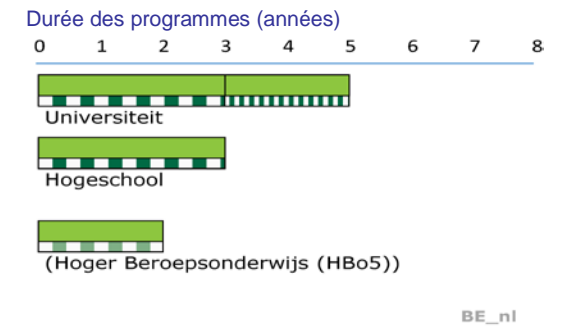 Durée des programmes (années)
0 1 2 3 4 5 6 7 8
Universiteit
Hogeschool
(Hoger Beroepsonderwijs (HBo5))
BE_nl